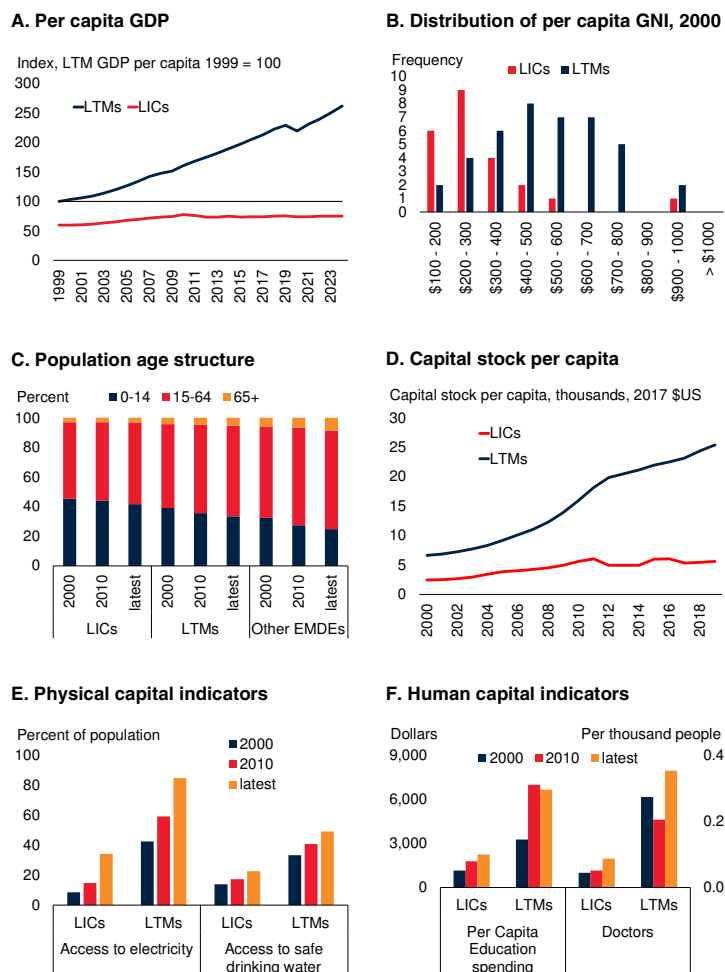 A. Per capita GDP
Index, LTM GDP per capita 1999 = 100
300
250
200
150
100
50
0
LTMs LICs
1999
2001
2003
2005
2007
2009
2011
2013
2015
2017
2019
2021
2023
B. Distribution of per capita GNI, 2000
Frequency
LICs LTMs
10
9
8
7
6
5
4
3
2
1
0
$100 - 200
$200 - 300
$300 - 400
$400 - 500
$500 - 600
$600 - 700
$700 - 800
$800 - 900
$900 - 1000
> $1000
C. Population age structure
Percent
0-14 15-64 65+
100
80
60
40
20
0
2000
2010
latest
2000
2010
latest
2000
2010
latest
LICs LTMs Other EMDEs
D. Capital stock per capita
Capital stock per capita, thousands, 2017 $US
30
25
20
15
10
5
0
LICs
LTMs
2000
2002
2004
2006
2008
2010
2012
2014
2016
2018
E. Physical capital indicators
Percent of population
100
80
60
40
20
0
2000
2010
latest
LICs LTMs LICs LTMs
Access to electricity
Access to safe
drinking water
F. Human capital indicators
Dollars Per thousand people
2000 2010 latest
9,000
6,000
3,000
0
0.4
0.2
0.0
LICs LTMs LICs LTMs
Per Capita
Education
spending
Doctors